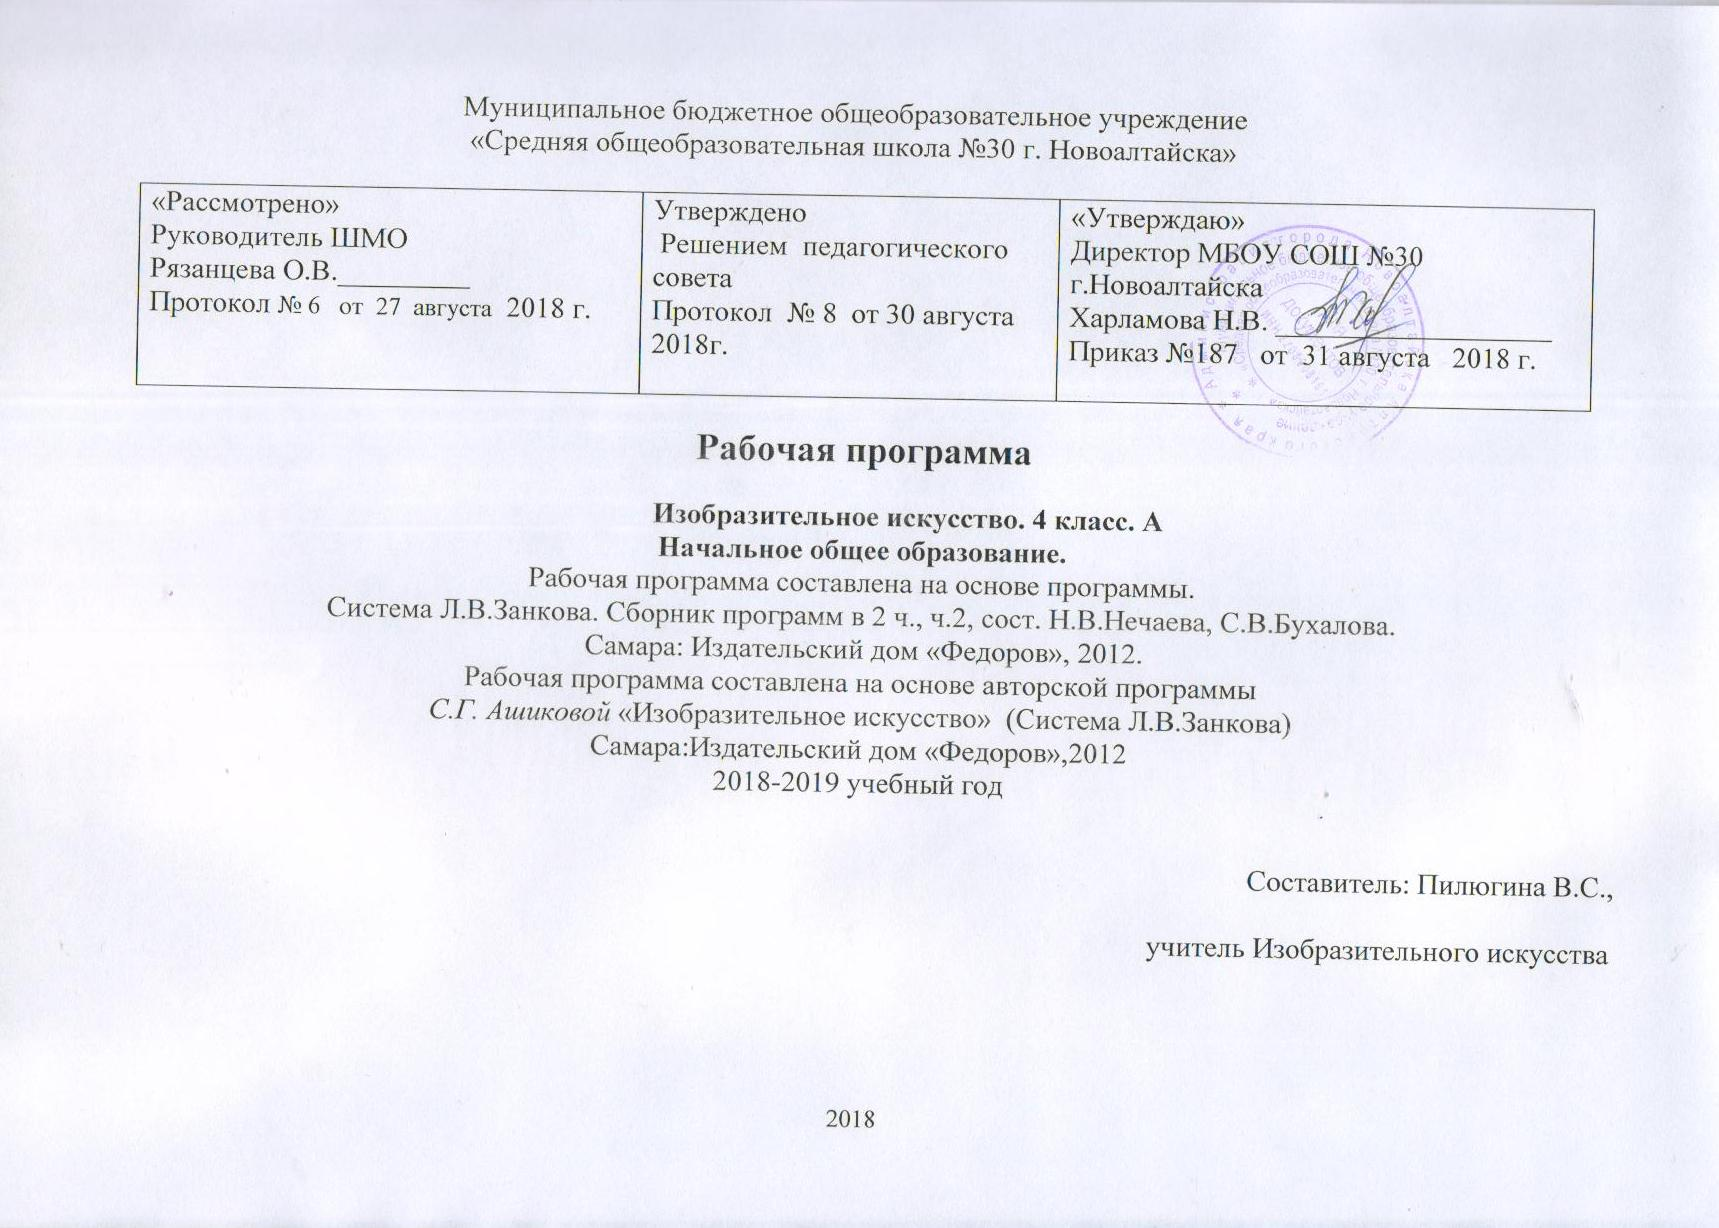 Муниципальное бюджетное общеобразовательное учреждение
«Средняя общеобразовательная школа №30 г. Новоалтайска»
«Рассмотрено»
Руководитель ШМО
Рязанцева О.В.__________
Протокол № 6 от 27 августа 2018 г.
Утверждено
Решением педагогического
совета
Протокол № 8 от 30 августа
2018г.
«Утверждаю»
Директор МБОУ СОШ №30
г.Новоалтайска
Харламова Н.В. ____________________
Приказ №187 от 31 августа 2018 г.
Рабочая программа
Изобразительное искусство. 4 класс. А
Начальное общее образование.
Рабочая программа составлена на основе программы.
Система Л.В.Занкова. Сборник программ в 2 ч., ч.2, сост. Н.В.Нечаева, С.В.Бухалова.
Самара: Издательский дом «Федоров», 2012.
Рабочая программа составлена на основе авторской программы
С.Г. Ашиковой «Изобразительное искусство» (Система Л.В.Занкова)
Самара:Издательский дом «Федоров»,2012
2018-2019 учебный год
Составитель: Пилюгина В.С.,
учитель Изобразительного искусства
2018